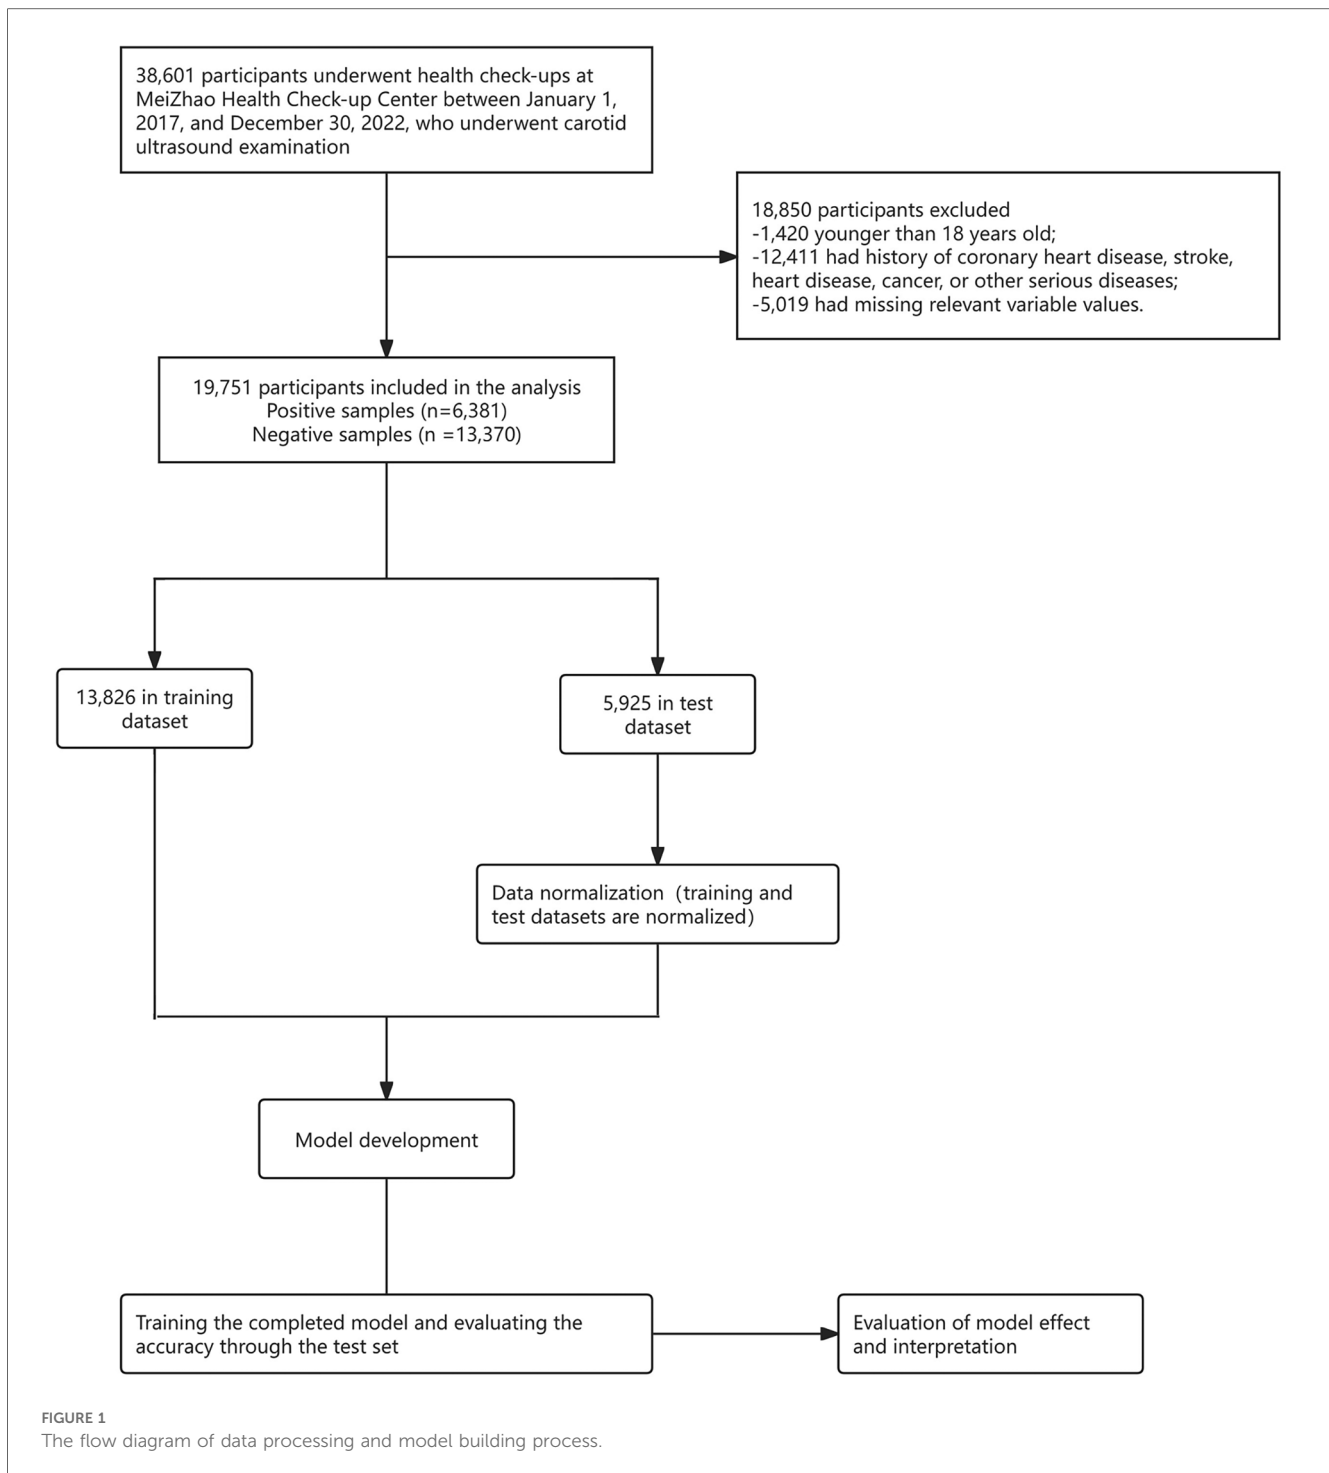 38,601 participants underwent health check-ups at
MeiZhao Health Check-up Center between January 1,
2017, and December 30, 2022, who underwent carotid
ultrasound examination
18,850 participants excluded
-1,420 younger than 18 years old;
-12,411 had history of coronary heart disease, stroke,
heart disease, cancer, or other serious diseases;
-5,019 had missing relevant variable values.
19,751 participants included in the analysis
Positive samples (n=6,381)
Negative samples (n =13,370)
13,826 in training
dataset
5,925 in test
dataset
Data normalization（training and
test datasets are normalized）
Model development
Training the completed model and evaluating the
accuracy through the test set
Evaluation of model effect
and interpretation
FIGURE 1
The flow diagram of data processing and model building process.